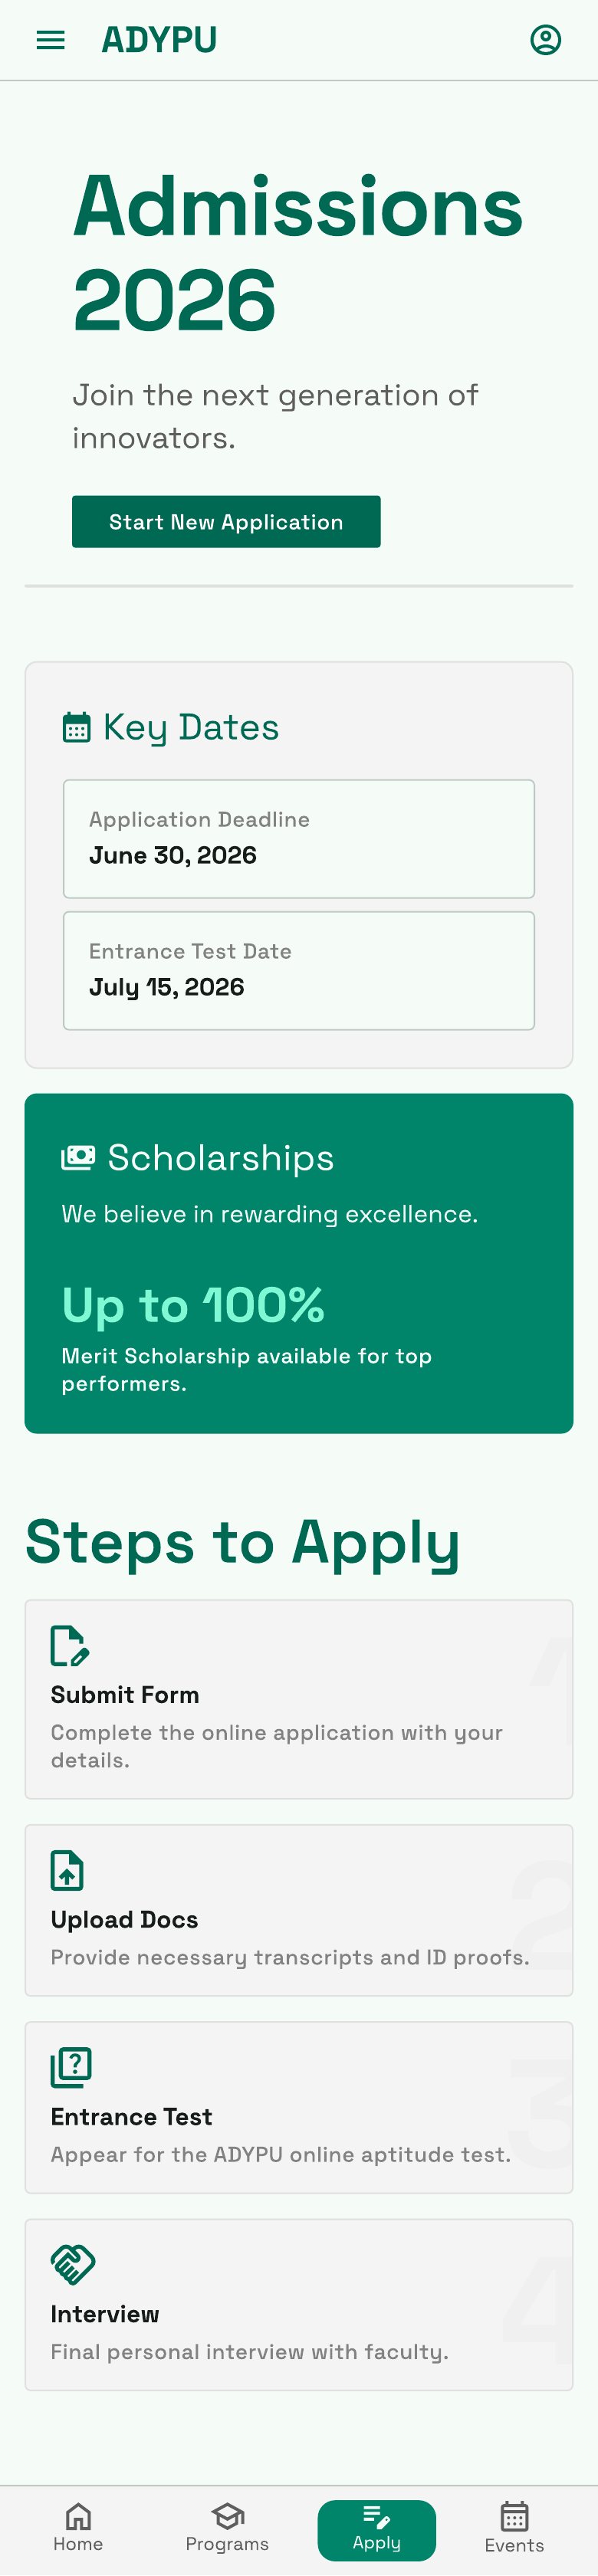 ADYPU
Admissions
2026
Join the next generation of
innovators.
Start New Application
Key Dates
Application Deadline
June 30, 2026
Entrance Test Date
July 15, 2026
Scholarships
We believe in rewarding excellence.
Up to 100%
Merit Scholarship available for top
performers.
Steps to Apply
1
Submit Form
Complete the online application with your
details.
2
Upload Docs
Provide necessary transcripts and ID proofs.
3
Entrance Test
Appear for the ADYPU online aptitude test.
4
Interview
Final personal interview with faculty.
Home
Programs
Apply
Events